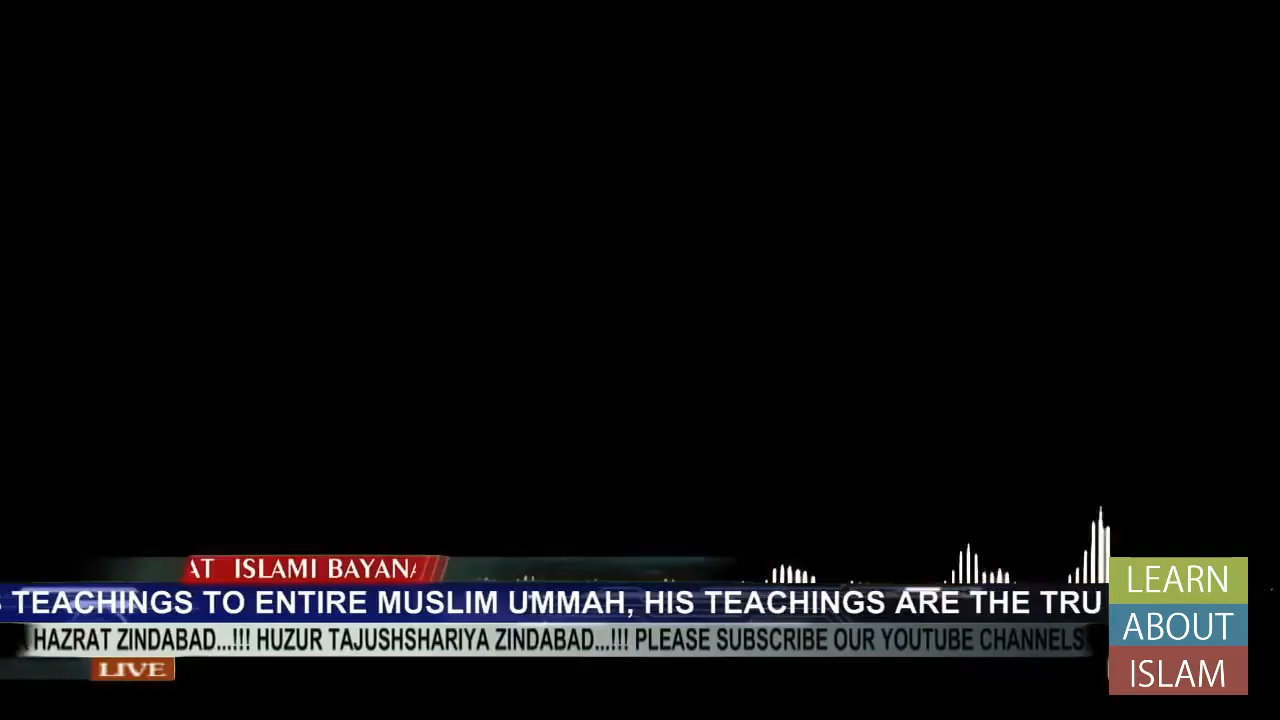 AT ISLAMI BAYANA
S TEACHINGS TO ENTIRE MUSLIM UMMAH, HIS TEACHINGS ARE THE TRU
HAZRAT ZINDABAD...!!! HUZUR TAJUSHSHARIYA ZINDABAD...!!! PLEASE SUBSCRIBE OUR YOUTUBE CHANNELS
LIVE
LEARN
ABOUT
ISLAM